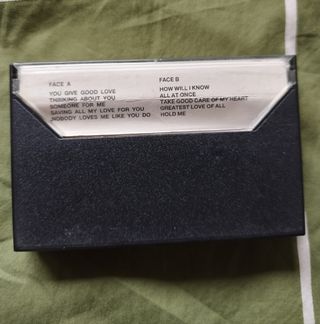 FACE A
YOU GIVE GOOD LOVE
THINKING ABOUT YOU
SOMEONE FOR ME
SAVING ALL MY LOVE FOR YOU
NOBODY LOVES ME LIKE YOU DO
FACE B
HOW WILL I KNOW
ALL AT ONCE
TAKE GOOD CARE OF MY HEART
GREATEST LOVE OF ALL
HOLD ME